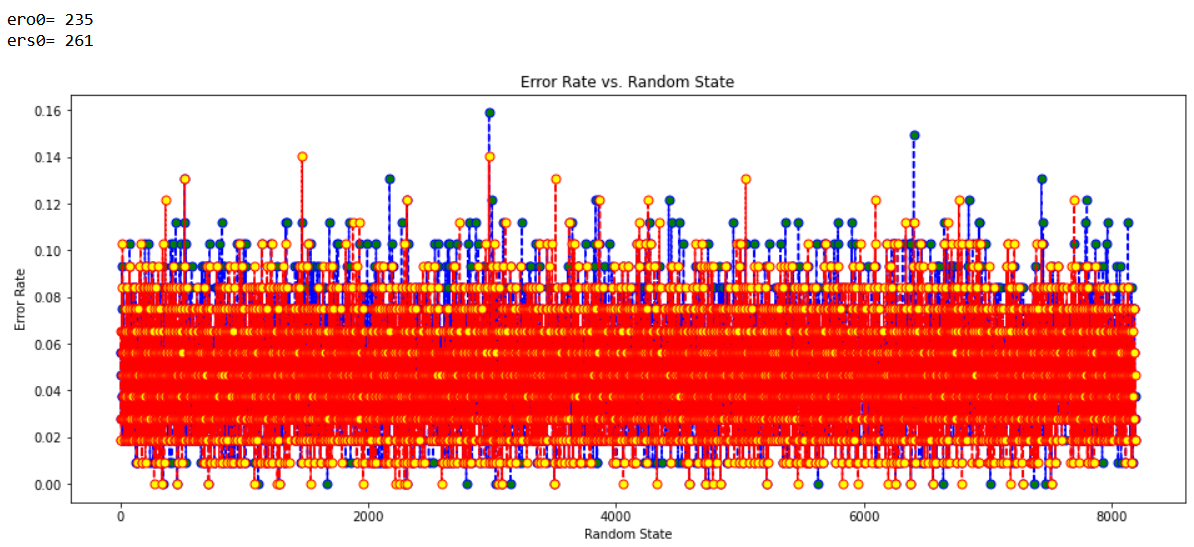 ero0= 235
ers0= 261
Error Rate vs. Random State
0.16
0.14
0.12
0.10
0.08
0.06
0.04
0.02
0.00
Error Rate
0 2000 4000 6000 8000
Random State